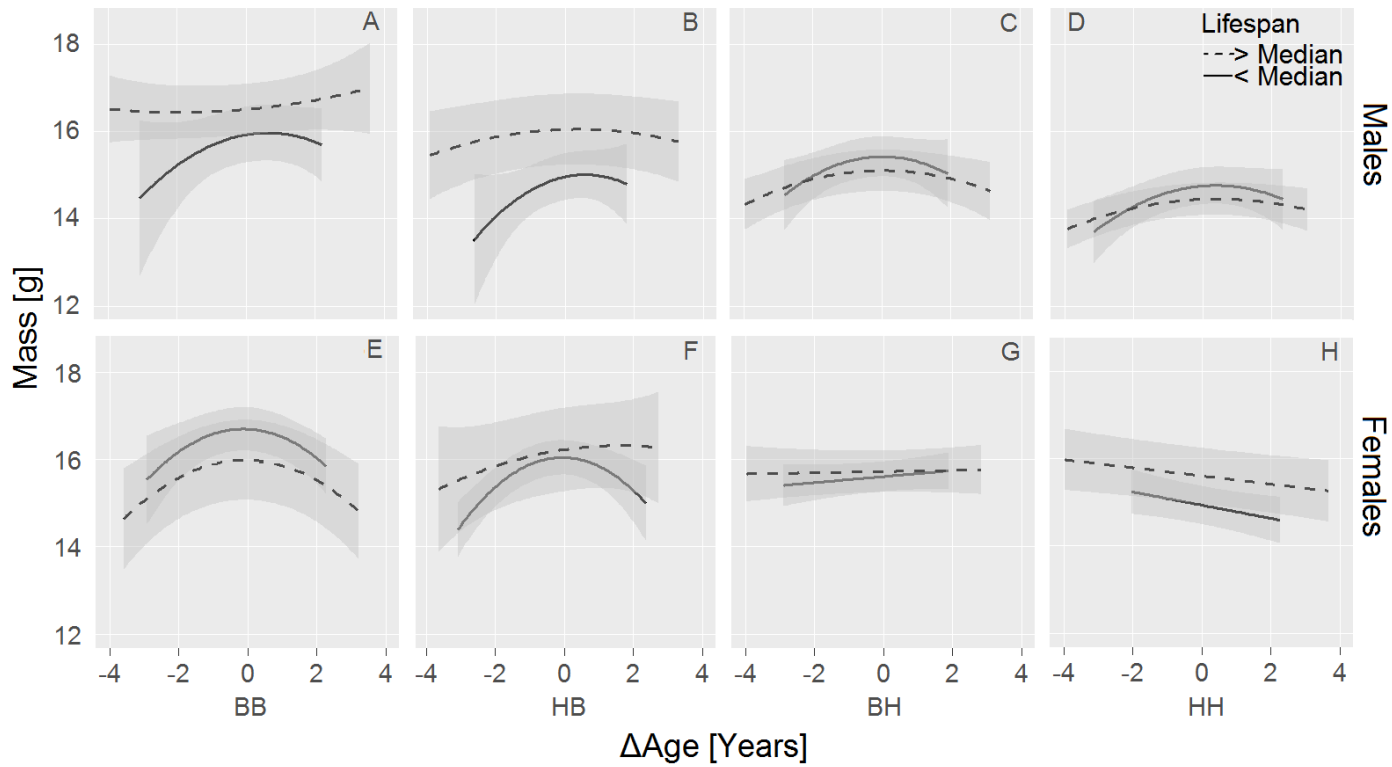 A
B
C
D
Lifespan
> Median
< Median
18
16
14
12
Males
Mass [g]
E
F
G
H
18
16
14
12
Females
-4 -2 0 2 4
-4 -2 0 2 4
-4 -2 0 2 4
-4 -2 0 2 4
BB
HB
BH
HH
ΔAge [Years]